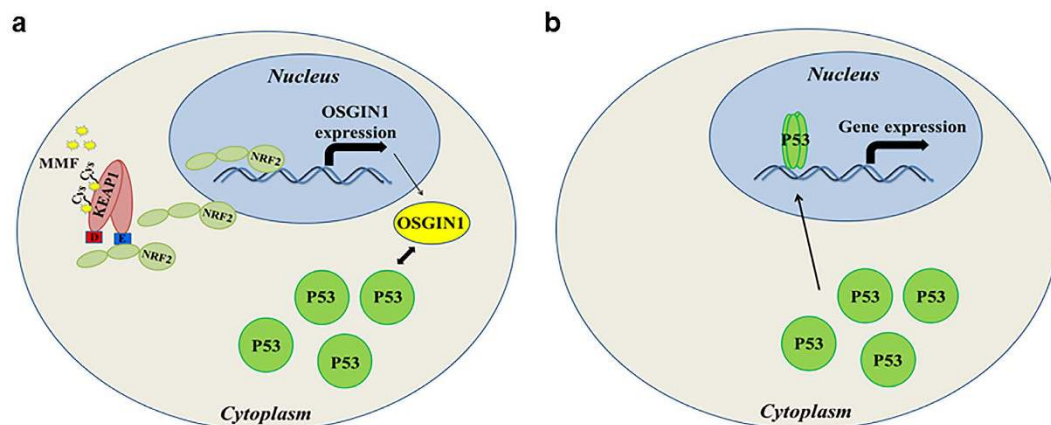 a
Nucleus
OSGIN1
expression
NRF2
MMF
Cys
Cys
KEAP1
NRF2
D
E
NRF2
OSGIN1
P53
P53
P53
P53
Cytoplasm
b
Nucleus
P53
Gene expression
P53
P53
P53
P53
Cytoplasm